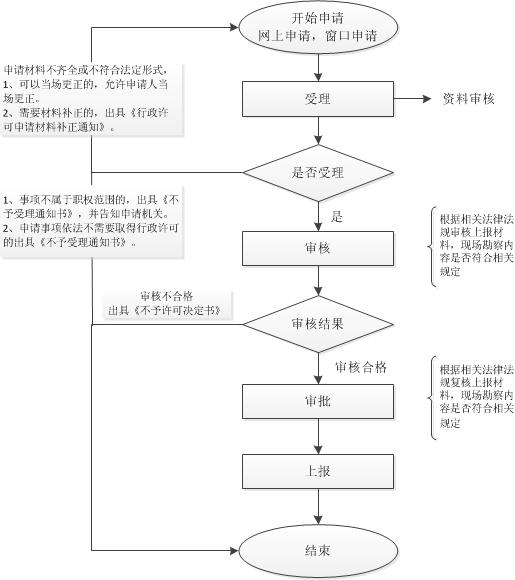 开始申请
网上申请，窗口申请
申请材料不齐全或不符合法定形式，
1、可以当场更正的，允许申请人当
场更正。
2、需要材料补正的，出具《行政许
可申请材料补正通知》。
受理
资料审核
是否受理
1、事项不属于职权范围的，出具《不
予受理通知书》，并告知申请机关。
2、申请事项依法不需要取得行政许可
的出具《不予受理通知书》。
是
审核
根据相关法律法
规审核上报材
料，现场勘察内
容是否符合相关
规定
审核不合格
出具《不予许可决定书》
审核结果
审核合格
审批
根据相关法律法
规复核上报材
料，现场勘察内
容是否符合相关
规定
上报
结束